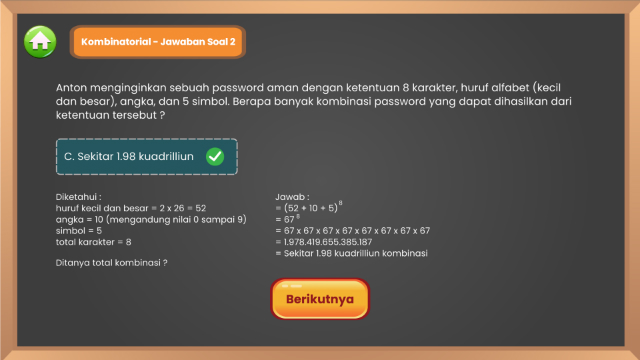 Kombinatorial - Jawaban Soal 2
Anton menginginkan sebuah password aman dengan ketentuan 8 karakter, huruf alfabet (kecil
dan besar), angka, dan 5 simbol. Berapa banyak kombinasi password yang dapat dihasilkan dari
ketentuan tersebut ?
C. Sekitar 1.98 kuadrilliun
Diketahui :
huruf kecil dan besar = 2 x 26 = 52
angka = 10 (mengandung nilai 0 sampai 9)
simbol = 5
total karakter = 8
Ditanya total kombinasi ?
Jawab :
= (52 + 10 + 5)⁸
= 67⁸
= 67 x 67 x 67 x 67 x 67 x 67 x 67 x 67
= 1.978.419.655.385.187
= Sekitar 1.98 kuadrilliun kombinasi
Berikutnya